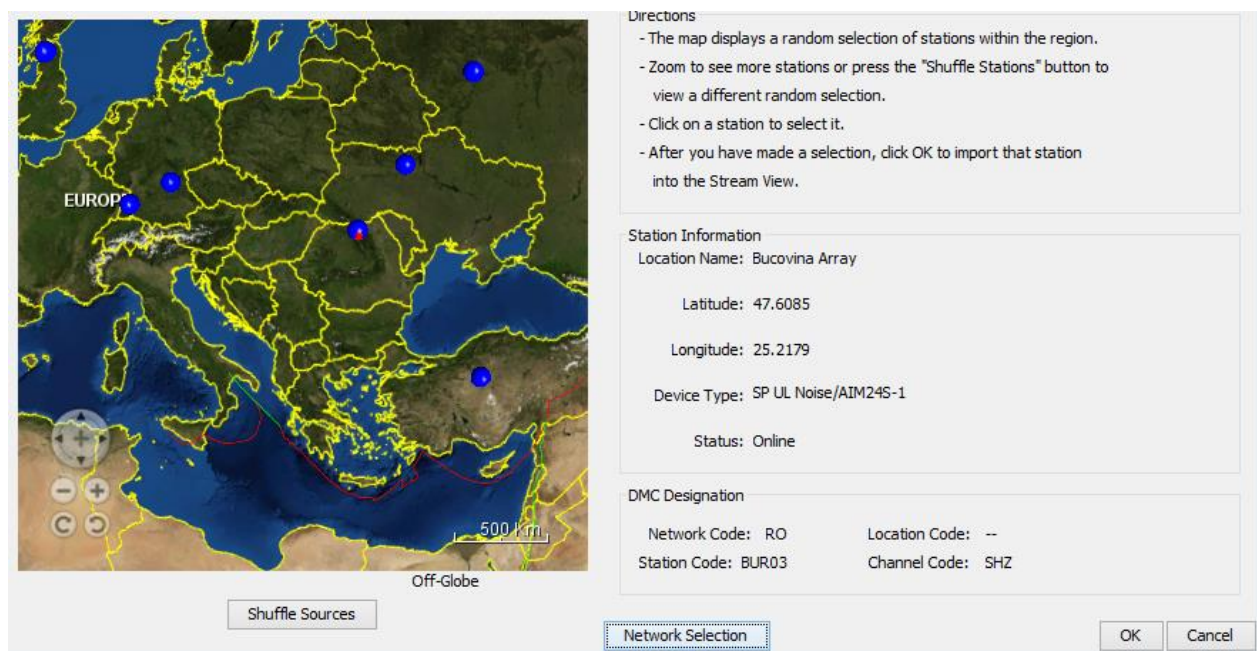 EUROP
500 Km
Off-Globe
Shuffle Sources
Directions
- The map displays a random selection of stations within the region.
- Zoom to see more stations or press the "Shuffle Stations" button to
view a different random selection.
- Click on a station to select it.
- After you have made a selection, click OK to import that station
into the Stream View.
Station Information
Location Name: Bucovina Array
Latitude: 47.6085
Longitude: 25.2179
Device Type: SP UL Noise/AIM24S-1
Status: Online
DMC Designation
Network Code: RO Location Code: --
Station Code: BUR03 Channel Code: SHZ
Network Selection
OK Cancel